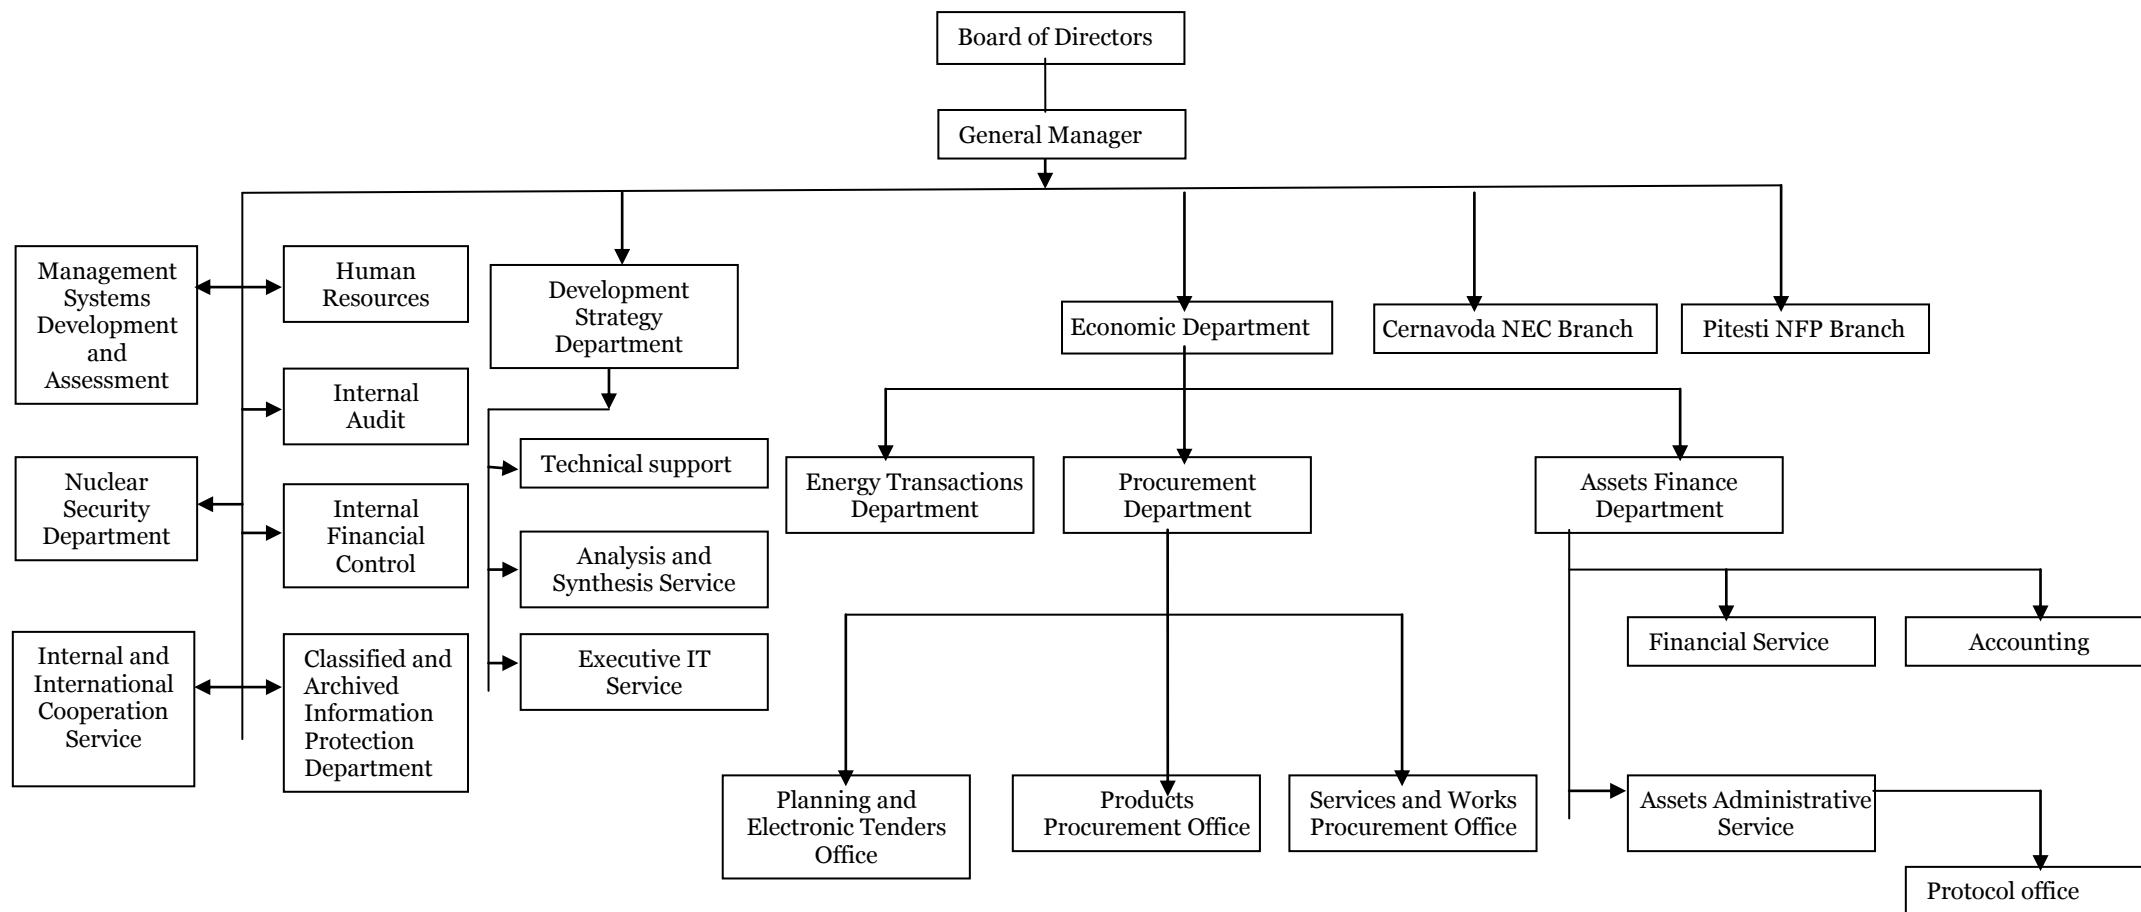 Board of Directors
General Manager
Management
Systems
Development
and
Assessment
Human
Resources
Development
Strategy
Department
Economic Department
Cernavoda NEC Branch
Pitesti NFP Branch
Internal
Audit
Nuclear
Security
Department
Internal
Financial
Control
Technical support
Analysis and
Synthesis Service
Executive IT
Service
Energy Transactions
Department
Procurement
Department
Assets Finance
Department
Internal and
International
Cooperation
Service
Classified and
Archived
Information
Protection
Department
Financial Service
Accounting
Planning and
Electronic Tenders
Office
Products
Procurement Office
Services and Works
Procurement Office
Assets Administrative
Service
Protocol office